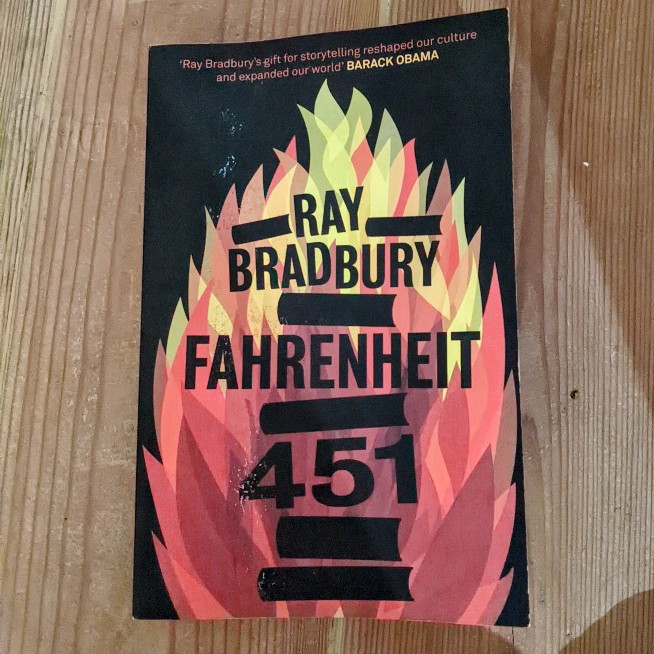 'Ray Bradbury's gift for storytelling reshaped our culture
and expanded our world' BARACK OBAMA
RAY
BRADBURY
FAHRENHEIT
451